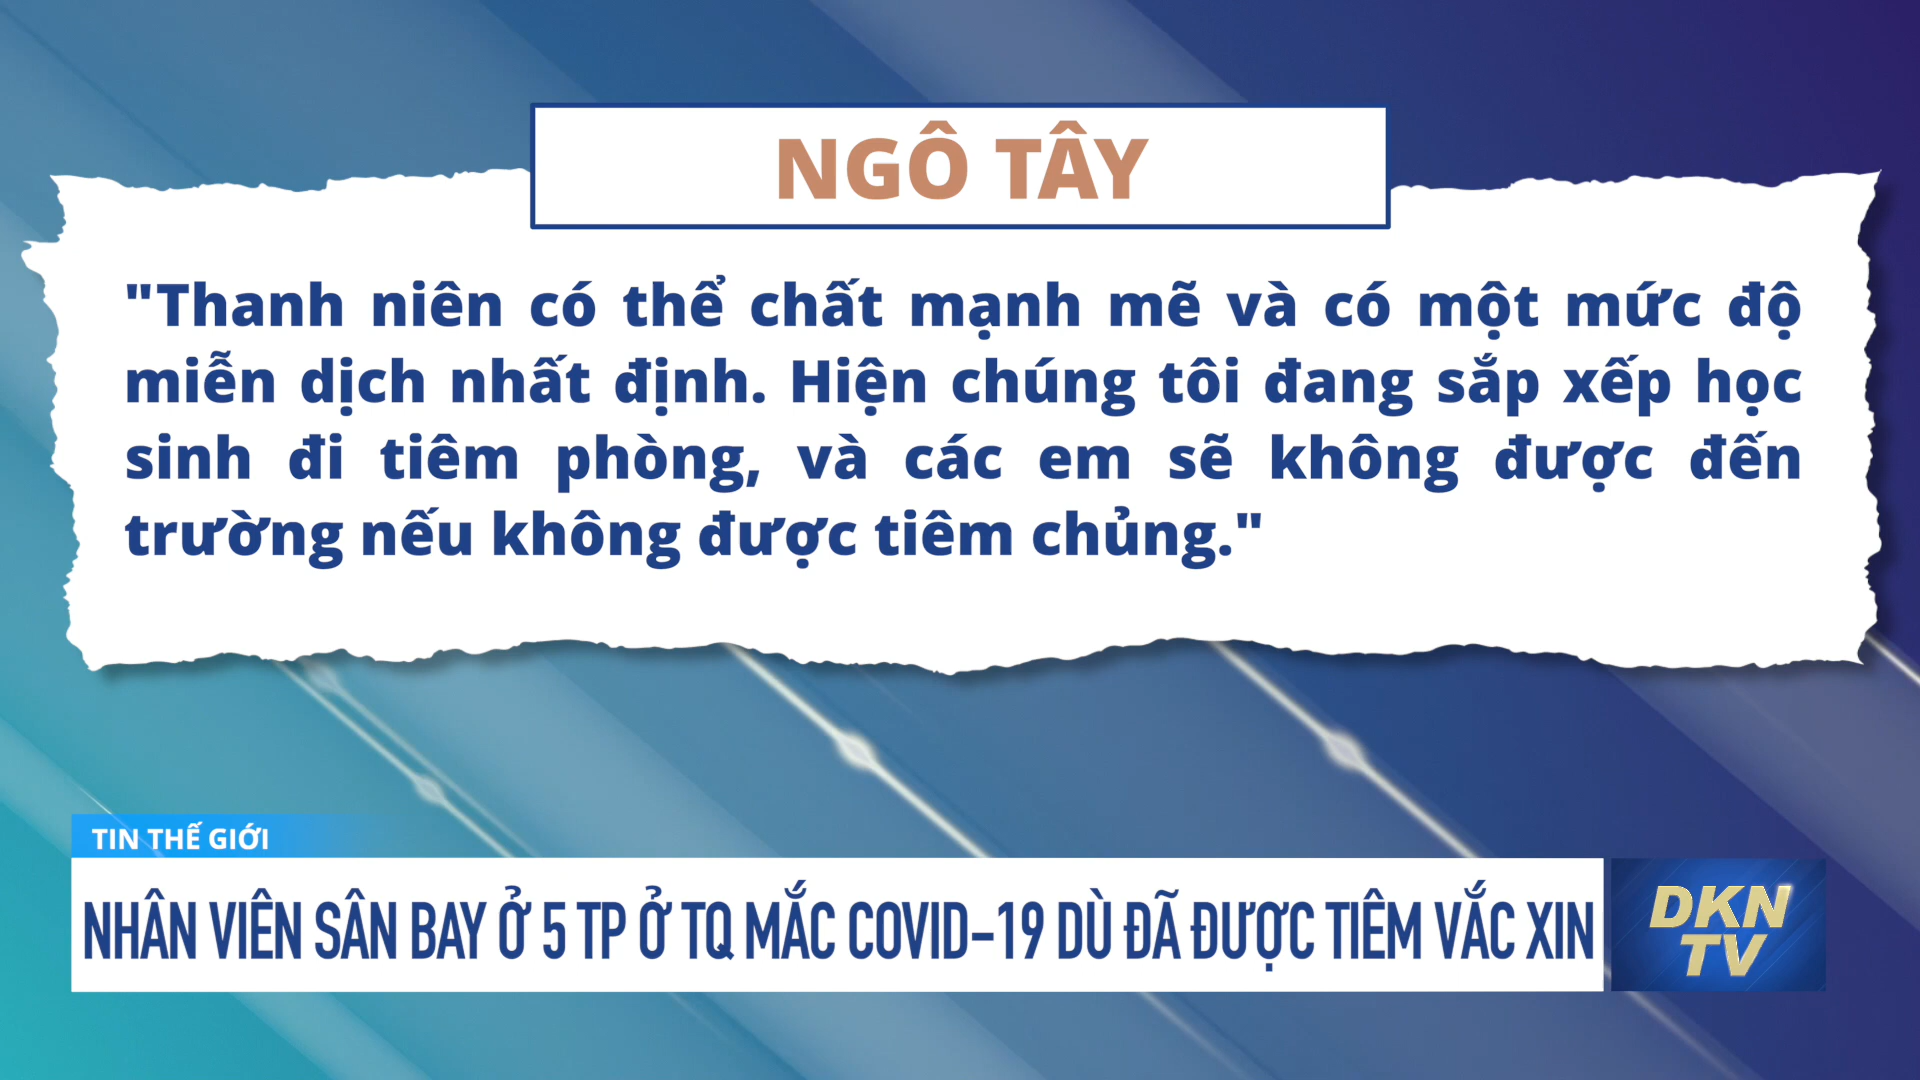 NGÔ TÂY
"Thanh niên có thể chất mạnh mẽ và có một mức độ
miễn dịch nhất định. Hiện chúng tôi đang sắp xếp học
sinh đi tiêm phòng, và các em sẽ không được đến
trường nếu không được tiêm chủng."
TIN THẾ GIỚI
NHÂN VIÊN SÂN BAY Ở 5 TP Ở TQ MẮC COVID-19 DÙ ĐÃ ĐƯỢC TIÊM VẮC XIN
DKN
TV